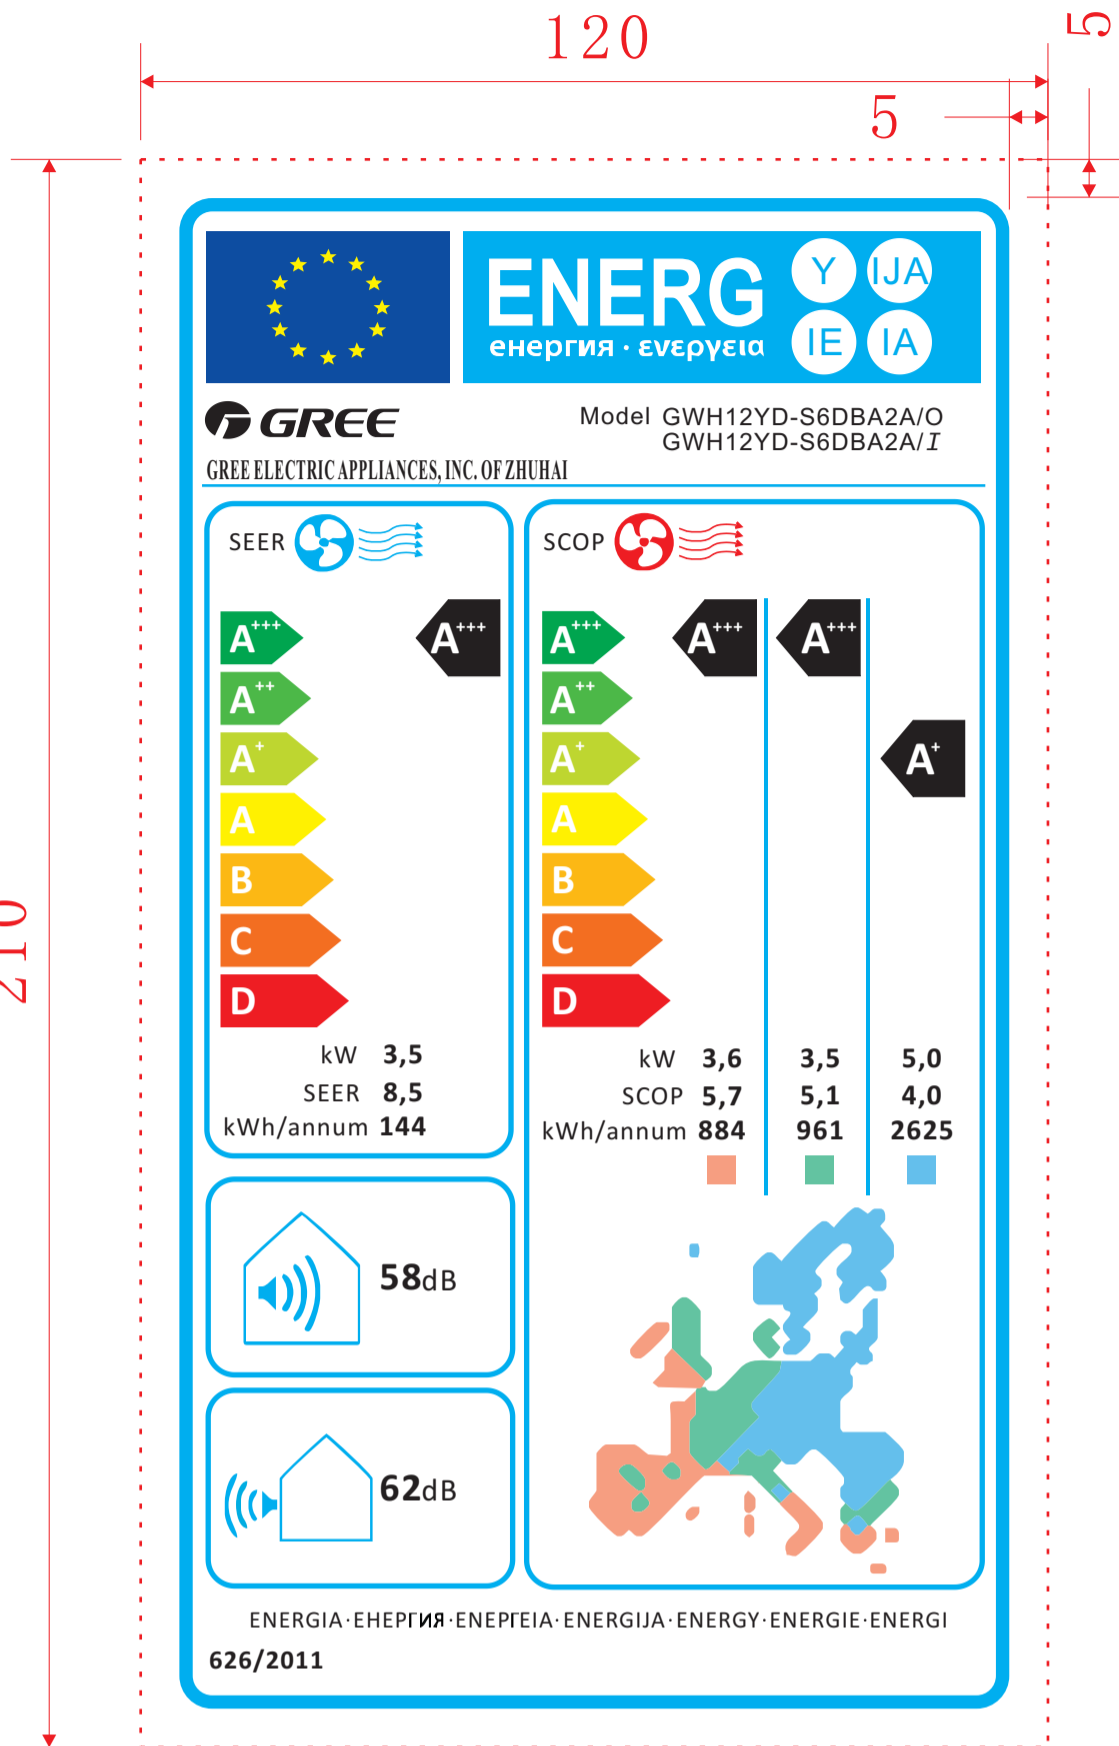 120
5
5
210
ENERG
енергия · ενεργεια
Y
IJA
IE
IA
GREE
Model GWH12YD-S6DBA2A/O
GWH12YD-S6DBA2A/I
GREE ELECTRIC APPLIANCES, INC. OF ZHUHAI
SEER
A+++
A+++
A++
A+
A
B
C
D
kW 3,5
SEER 8,5
kWh/annum 144
SCOP
A+++
A+++
A+++
A++
A+
A+
A
B
C
D
kW 3,6 3,5 5,0
SCOP 5,7 5,1 4,0
kWh/annum 884 961 2625
58dB
62dB
ENERGIA·ЕНЕРГИЯ·ΕΝΕΡΓΕΙΑ·ENERGIJA·ENERGY·ENERGIE·ENERGI
626/2011